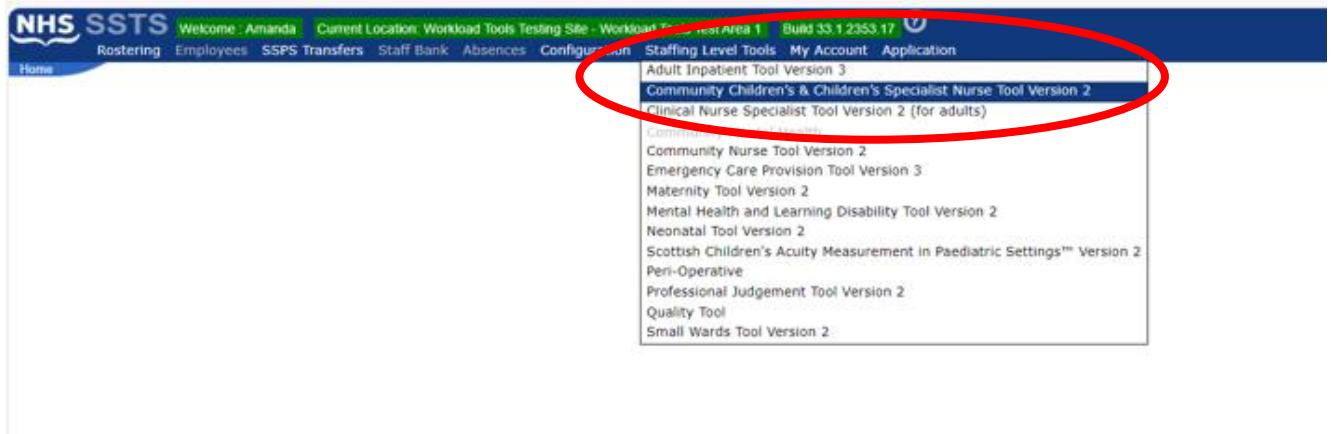 NHS SSTS Welcome : Amanda Current Location: Workload Tools Testing Site - Workload Tools Test Area 1 Build 33.1.2353.17 ?
Rostering Employees SSPS Transfers Staff Bank Absences Configuration Staffing Level Tools My Account Application
Home
Adult Inpatient Tool Version 3
Community Children's & Children's Specialist Nurse Tool Version 2
Clinical Nurse Specialist Tool Version 2 (for adults)
Community Mental Health
Community Nurse Tool Version 2
Emergency Care Provision Tool Version 3
Maternity Tool Version 2
Mental Health and Learning Disability Tool Version 2
Neonatal Tool Version 2
Scottish Children's Acuity Measurement in Paediatric Settings™ Version 2
Peri-Operative
Professional Judgement Tool Version 2
Quality Tool
Small Wards Tool Version 2